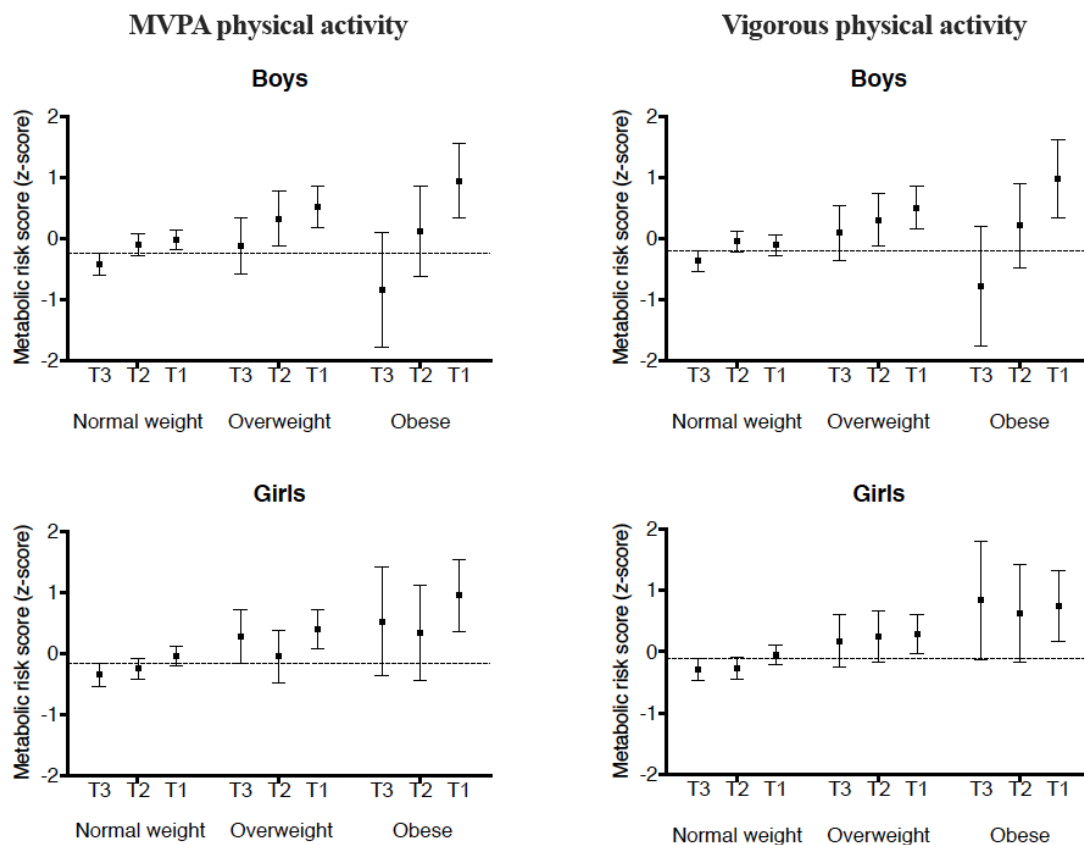 MVPA physical activity
Vigorous physical activity
Boys
Metabolic risk score (z-score)
2
1
0
-1
-2
T3 T2 T1 T3 T2 T1 T3 T2 T1
Normal weight Overweight Obese
Boys
Metabolic risk score (z-score)
2
1
0
-1
-2
T3 T2 T1 T3 T2 T1 T3 T2 T1
Normal weight Overweight Obese
Girls
Metabolic risk score (z-score)
2
1
0
-1
-2
T3 T2 T1 T3 T2 T1 T3 T2 T1
Normal weight Overweight Obese
Girls
Metabolic risk score (z-score)
2
1
0
-1
-2
T3 T2 T1 T3 T2 T1 T3 T2 T1
Normal weight Overweight Obese